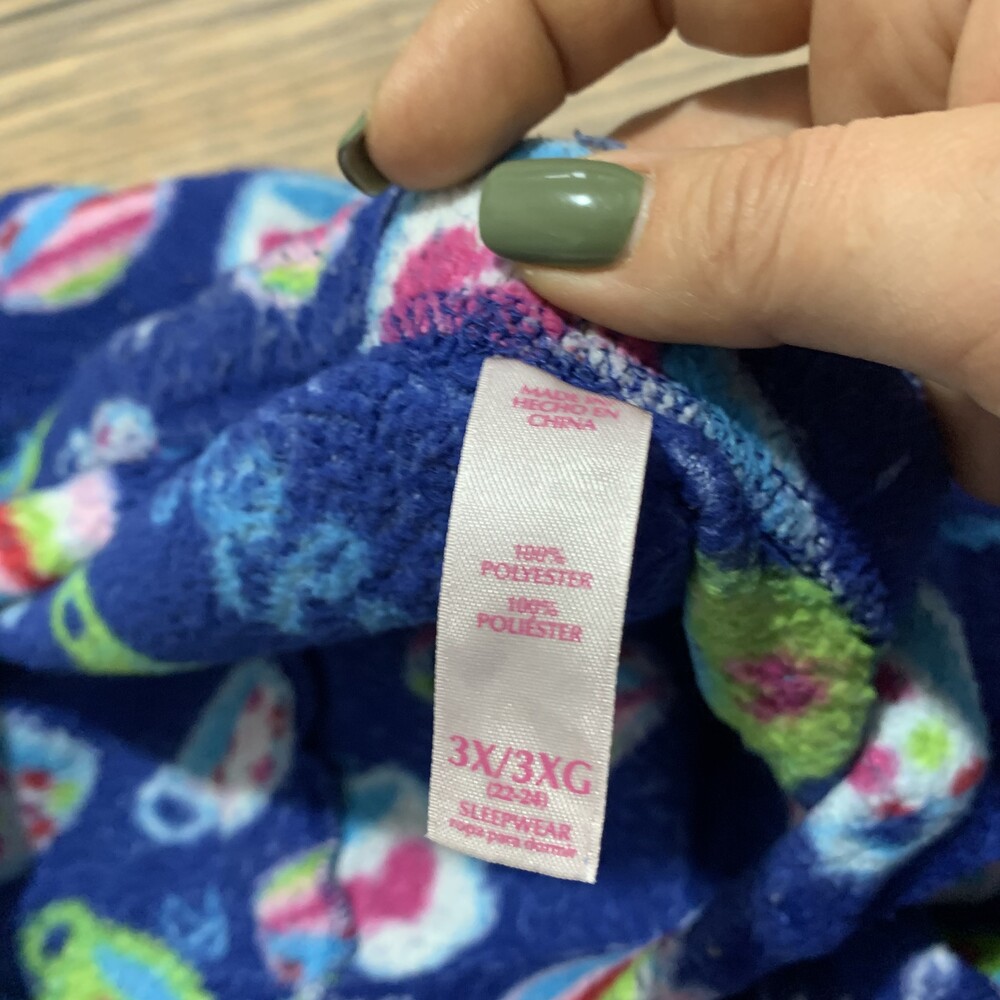 MADE IN
HECHO EN
CHINA
100%
POLYESTER
100%
POLIÉSTER
3X/3XG
(22-24)
SLEEPWEAR
ropa para dormir